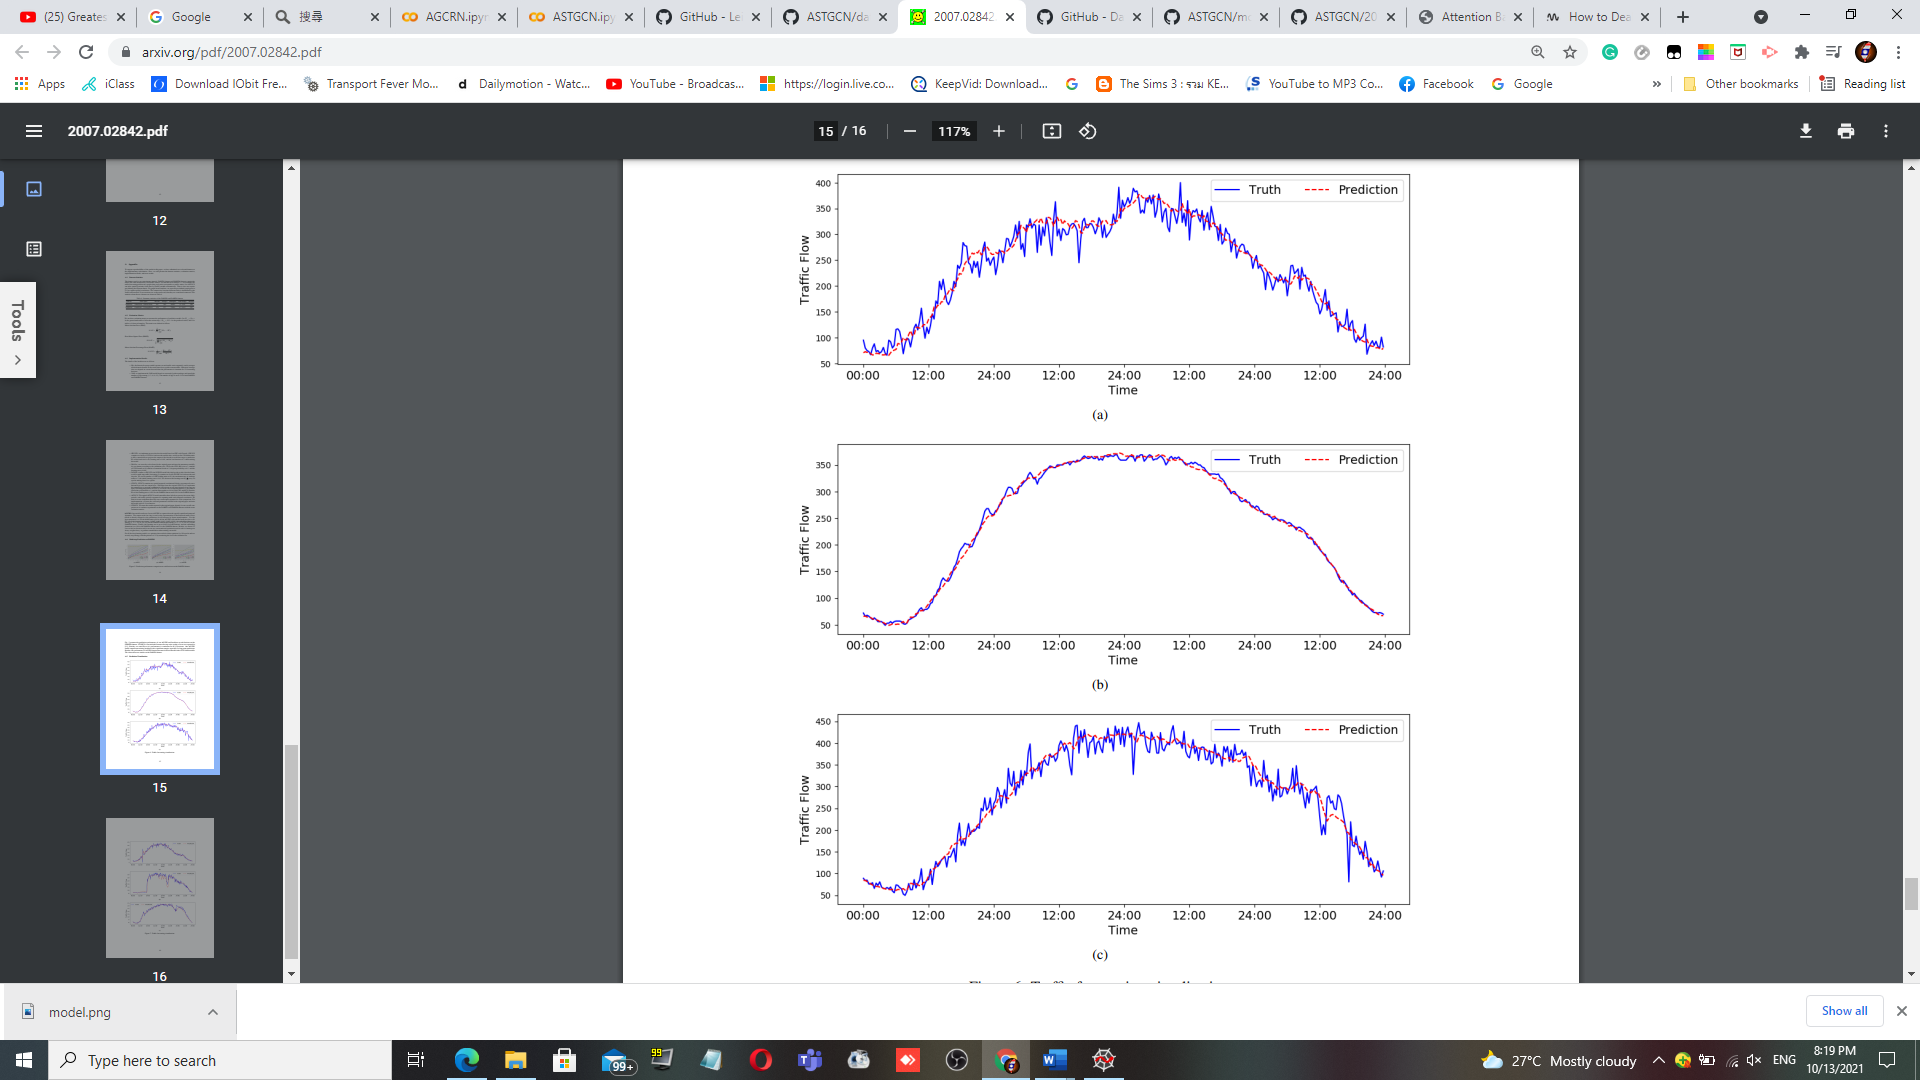 (25) Greates
Google
搜尋
AGCRN.ipyn
ASTGCN.ipy
GitHub - Le
ASTGCN/da
2007.02842
GitHub - Da
ASTGCN/m
ASTGCN/20
Attention B
How to Dea
arxiv.org/pdf/2007.02842.pdf
Apps
iClass
Download IObit Fre...
Transport Fever Mo...
Dailymotion - Watc...
YouTube - Broadcas...
https://login.live.co...
KeepVid: Download...
The Sims 3 : รวม KE...
YouTube to MP3 Co...
Facebook
Google
Other bookmarks
Reading list
2007.02842.pdf
15 / 16
117%
Tools
12
13
14
15
16
Truth Prediction
400
350
300
250
200
150
100
50
Traffic Flow
00:00 12:00 24:00 12:00 24:00 12:00 24:00 12:00 24:00
Time
(a)
Truth Prediction
350
300
250
200
150
100
50
Traffic Flow
00:00 12:00 24:00 12:00 24:00 12:00 24:00 12:00 24:00
Time
(b)
Truth Prediction
450
400
350
300
250
200
150
100
50
Traffic Flow
00:00 12:00 24:00 12:00 24:00 12:00 24:00 12:00 24:00
Time
(c)
model.png
Show all
Type here to search
99+
99
27°C Mostly cloudy
ENG
8:19 PM
10/13/2021